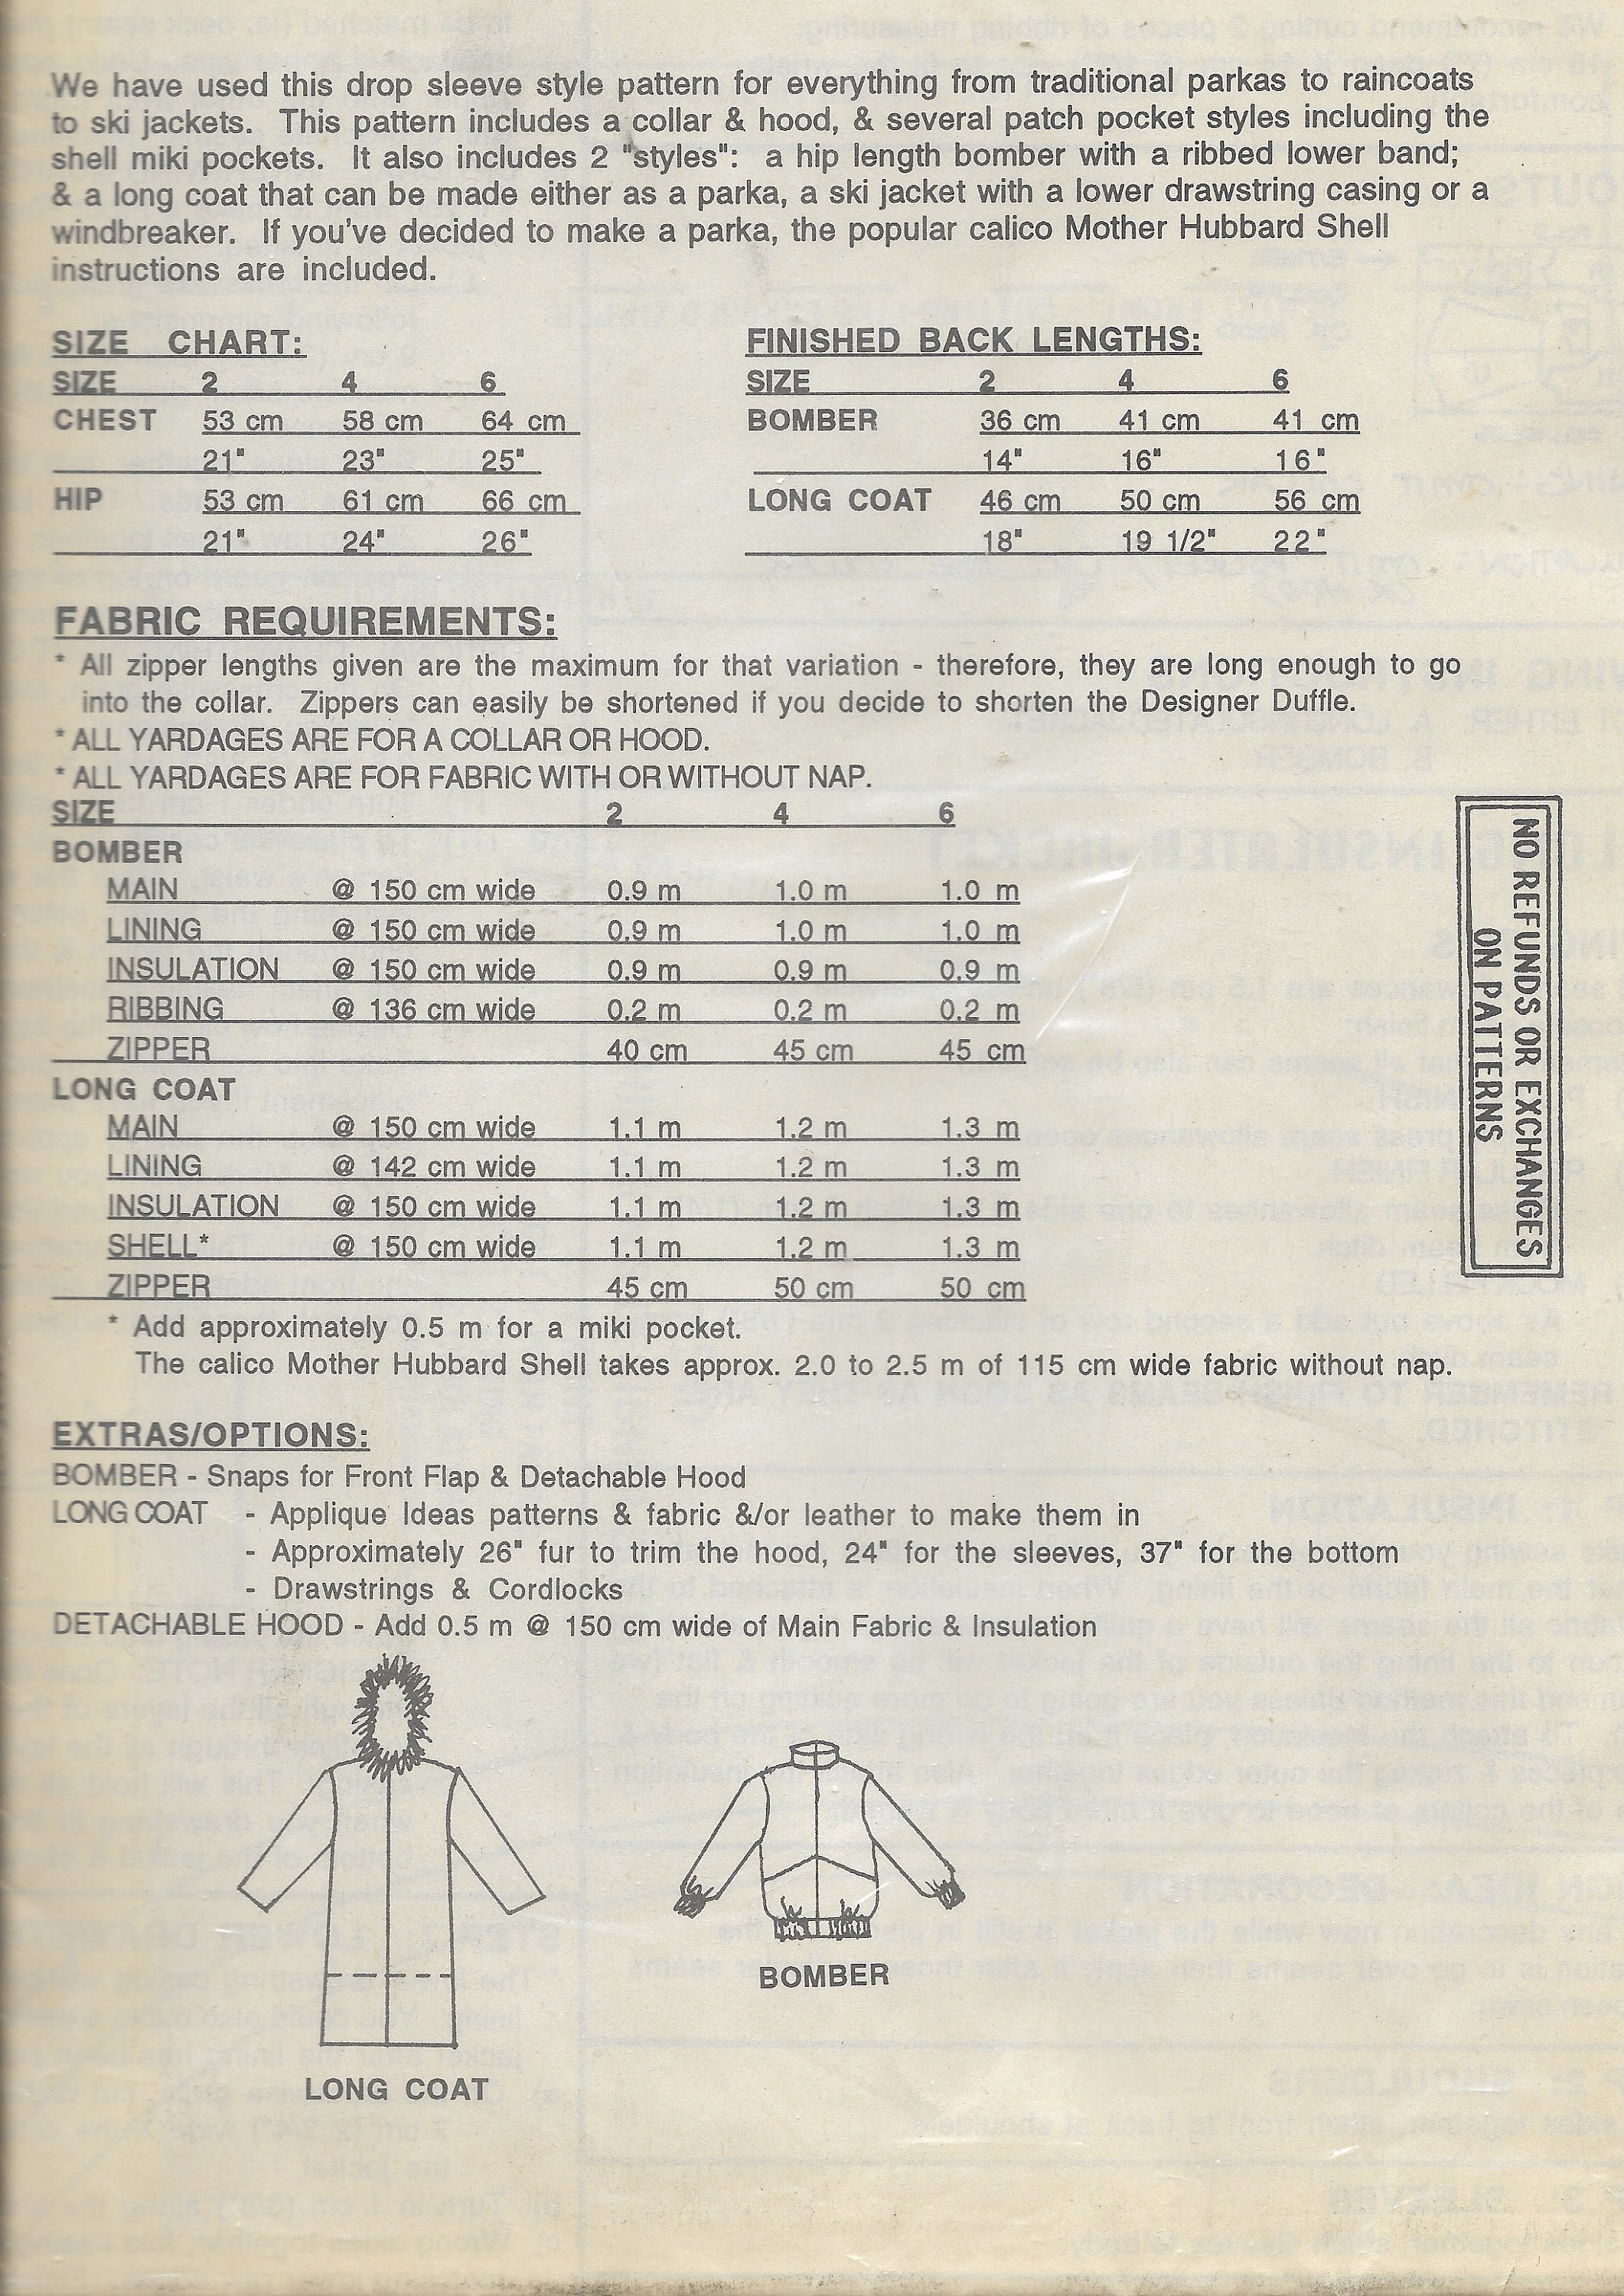 We have used this drop sleeve style pattern for everything from traditional parkas to raincoats
to ski jackets. This pattern includes a collar & hood, & several patch pocket styles including the
shell miki pockets. It also includes 2 "styles": a hip length bomber with a ribbed lower band;
& a long coat that can be made either as a parka, a ski jacket with a lower drawstring casing or a
windbreaker. If you've decided to make a parka, the popular calico Mother Hubbard Shell
instructions are included.
SIZE CHART:
SIZE 2 4 6
CHEST 53 cm 58 cm 64 cm
21" 23" 25"
HIP 53 cm 61 cm 66 cm
21" 24" 26"
FINISHED BACK LENGTHS:
SIZE 2 4 6
BOMBER 36 cm 41 cm 41 cm
14" 16" 16"
LONG COAT 46 cm 50 cm 56 cm
18" 19 1/2" 22"
FABRIC REQUIREMENTS:
* All zipper lengths given are the maximum for that variation - therefore, they are long enough to go
into the collar. Zippers can easily be shortened if you decide to shorten the Designer Duffle.
* ALL YARDAGES ARE FOR A COLLAR OR HOOD.
* ALL YARDAGES ARE FOR FABRIC WITH OR WITHOUT NAP.
SIZE 2 4 6
BOMBER
MAIN @ 150 cm wide 0.9 m 1.0 m 1.0 m
LINING @ 150 cm wide 0.9 m 1.0 m 1.0 m
INSULATION @ 150 cm wide 0.9 m 0.9 m 0.9 m
RIBBING @ 136 cm wide 0.2 m 0.2 m 0.2 m
ZIPPER 40 cm 45 cm 45 cm
LONG COAT
MAIN @ 150 cm wide 1.1 m 1.2 m 1.3 m
LINING @ 142 cm wide 1.1 m 1.2 m 1.3 m
INSULATION @ 150 cm wide 1.1 m 1.2 m 1.3 m
SHELL* @ 150 cm wide 1.1 m 1.2 m 1.3 m
ZIPPER 45 cm 50 cm 50 cm
* Add approximately 0.5 m for a miki pocket.
The calico Mother Hubbard Shell takes approx. 2.0 to 2.5 m of 115 cm wide fabric without nap.
NO REFUNDS OR EXCHANGES
ON PATTERNS
EXTRAS/OPTIONS:
BOMBER - Snaps for Front Flap & Detachable Hood
LONG COAT - Applique Ideas patterns & fabric &/or leather to make them in
- Approximately 26" fur to trim the hood, 24" for the sleeves, 37" for the bottom
- Drawstrings & Cordlocks
DETACHABLE HOOD - Add 0.5 m @ 150 cm wide of Main Fabric & Insulation
BOMBER
LONG COAT